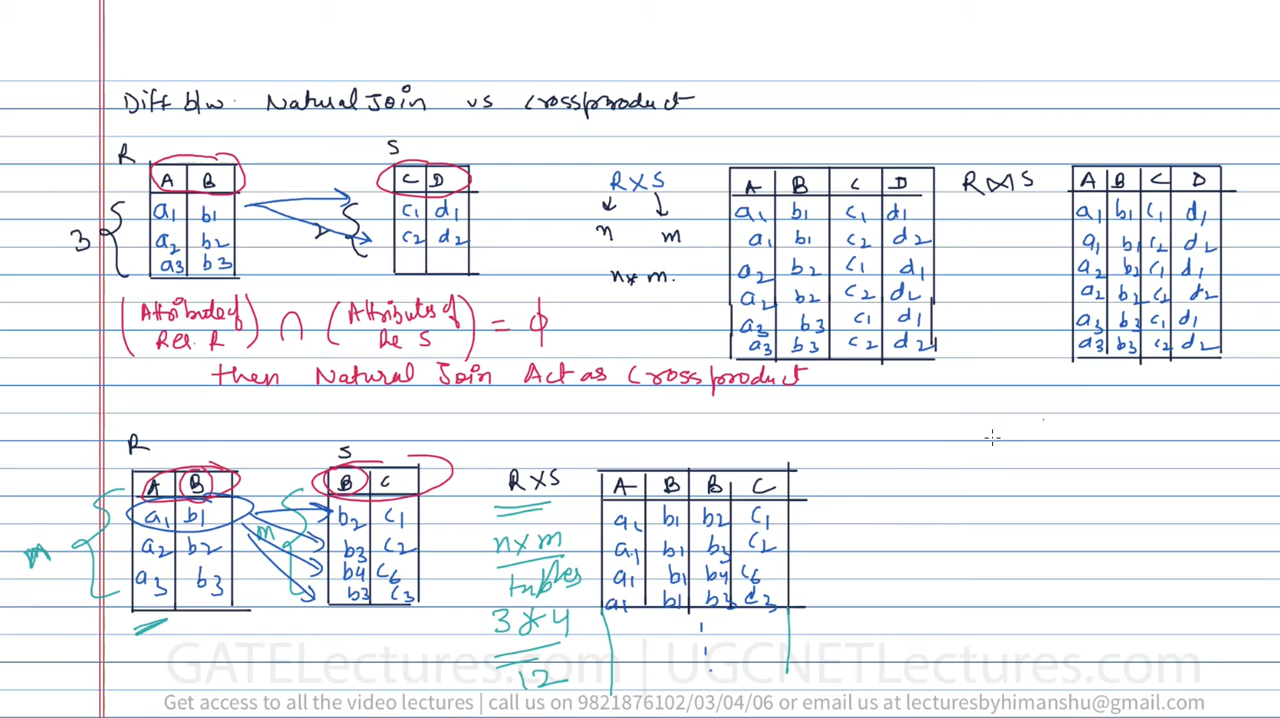 Diff b/w. Natural Join vs Crossproduct
R
A B
a1 b1
a2 b2
a3 b3
3
S
C D
c1 d1
c2 d2
2
R X S
n m
n * m.
A B C D
a1 b1 c1 d1
a1 b1 c2 d2
a2 b2 c1 d1
a2 b2 c2 d2
a3 b3 c1 d1
a3 b3 c2 d2
R ⋈ S
A B C D
a1 b1 c1 d1
a1 b1 c2 d2
a2 b2 c1 d1
a2 b2 c2 d2
a3 b3 c1 d1
a3 b3 c2 d2
(Attribute of Rel. R) ∩ (Attributes of Re S) = ϕ
then Natural Join Act as Crossproduct
R
A B
a1 b1
a2 b2
a3 b3
m
S
B C
b2 c1
b3 c2
b4 c6
b3 c3
m
R X S
n x m
tuples
3 * 4
12
A B B C
a1 b1 b2 c1
a1 b1 b3 c2
a1 b1 b4 c6
a1 b1 b3 c3
GATELectures.com | UGCNETLectures.com
Get access to all the video lectures | call us on 9821876102/03/04/06 or email us at lecturesbyhimanshu@gmail.com